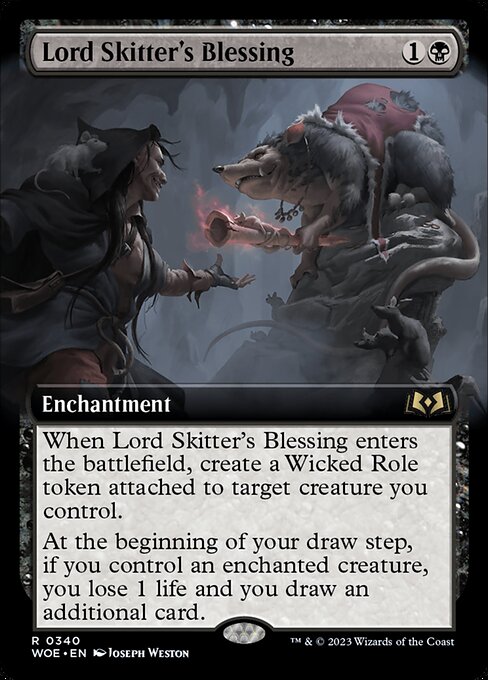 Lord Skitter's Blessing 1
Enchantment
When Lord Skitter's Blessing enters
the battlefield, create a Wicked Role
token attached to target creature you
control.
At the beginning of your draw step,
if you control an enchanted creature,
you lose 1 life and you draw an
additional card.
R 0340
WOE • EN Joseph Weston
™ & © 2023 Wizards of the Coast